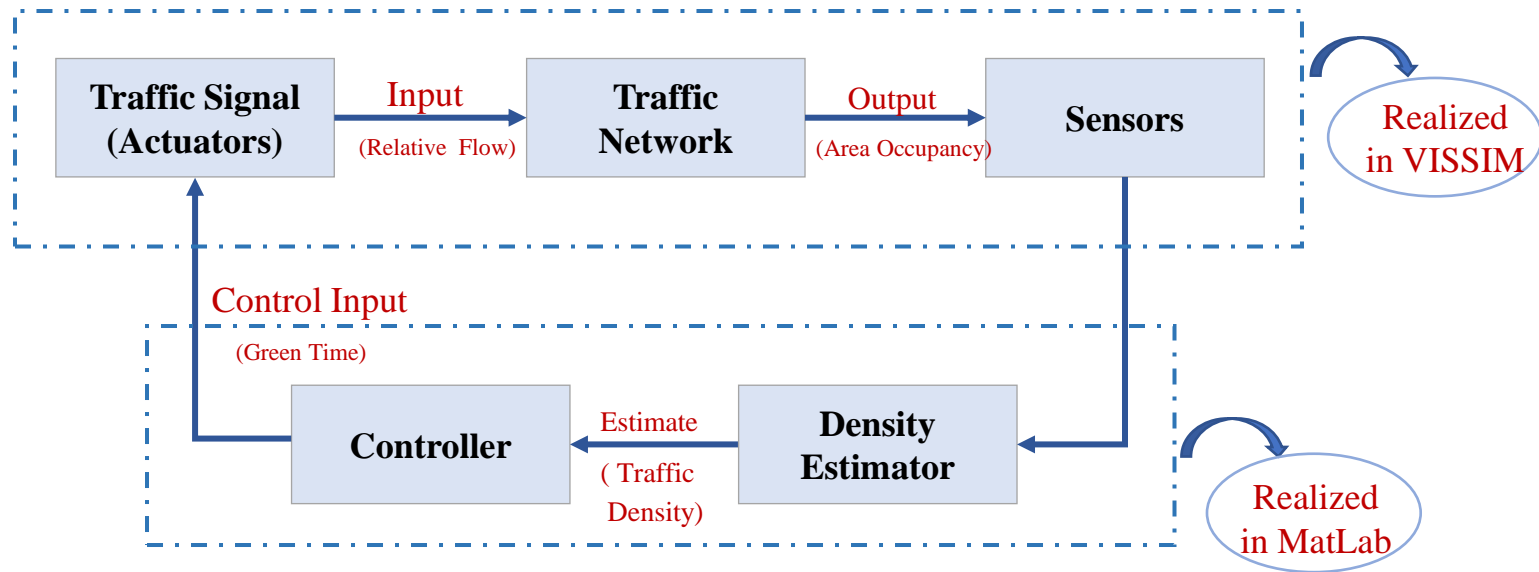 Traffic Signal
(Actuators)
Input
(Relative Flow)
Traffic
Network
Output
(Area Occupancy)
Sensors
Realized
in VISSIM
Control Input
(Green Time)
Controller
Estimate
( Traffic
Density)
Density
Estimator
Realized
in MatLab